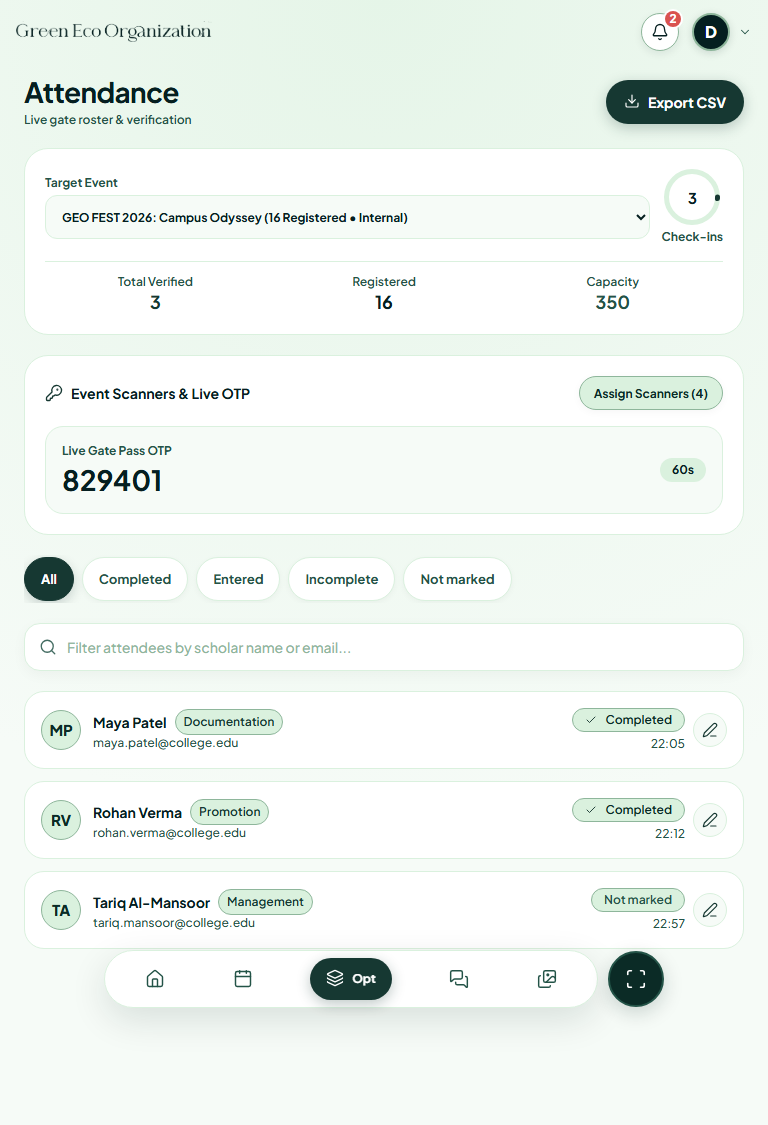 Green Eco Organization
2
D
Attendance
Live gate roster & verification
Export CSV
Target Event
GEO FEST 2026: Campus Odyssey (16 Registered • Internal)
3
Check-ins
Total Verified
Registered
Capacity
3
16
350
Event Scanners & Live OTP
Assign Scanners (4)
Live Gate Pass OTP
829401
60s
All
Completed
Entered
Incomplete
Not marked
Filter attendees by scholar name or email...
MP
Maya Patel
Documentation
maya.patel@college.edu
Completed
22:05
RV
Rohan Verma
Promotion
rohan.verma@college.edu
Completed
22:12
TA
Tariq Al-Mansoor
Management
tariq.mansoor@college.edu
Not marked
22:57
Opt